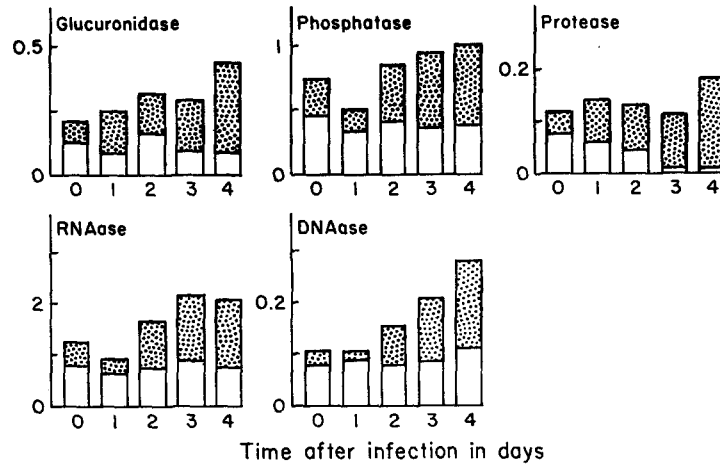 Glucuronidase
0.5
0
0 1 2 3 4
Phosphatase
1
0
0 1 2 3 4
Protease
0.2
0
0 1 2 3 4
RNAase
2
0
0 1 2 3 4
DNAase
0.2
0
0 1 2 3 4
Time after infection in days